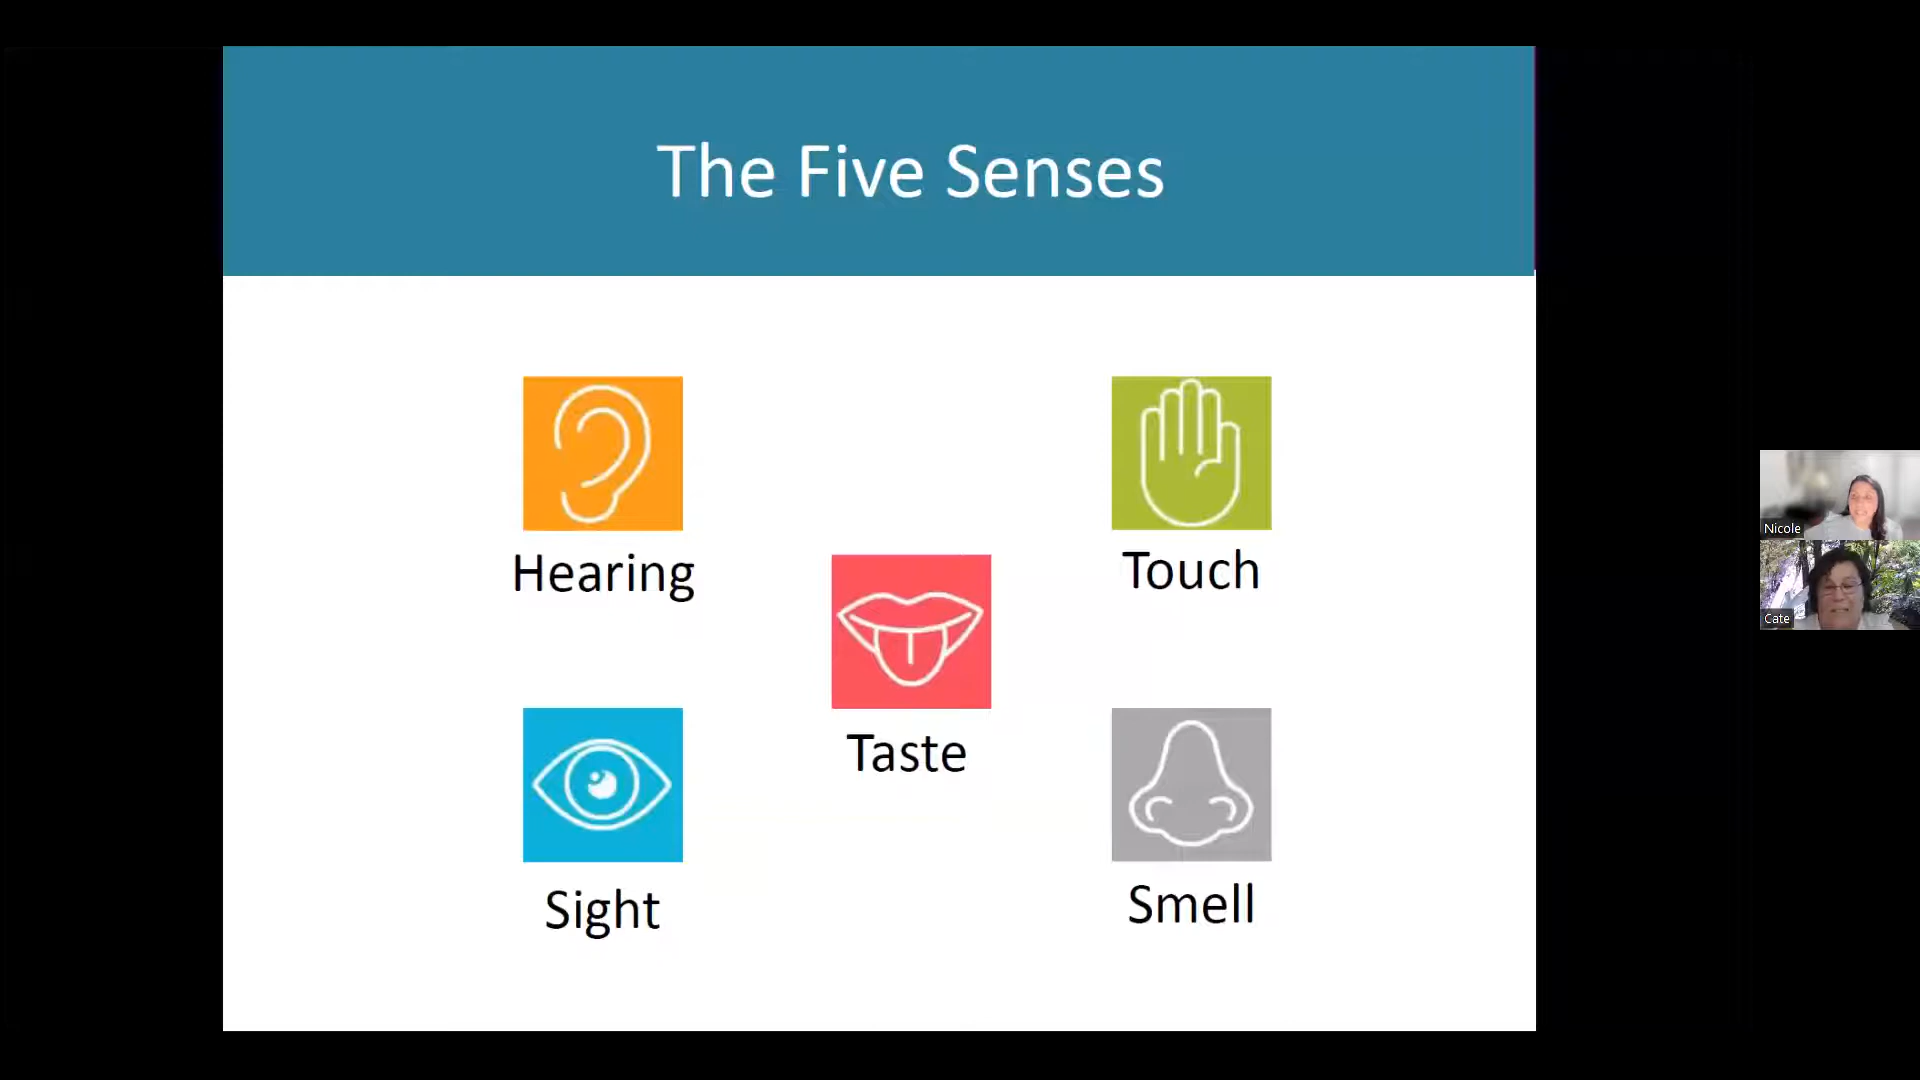 The Five Senses
Hearing
Touch
Taste
Sight
Smell
Nicole
Cate